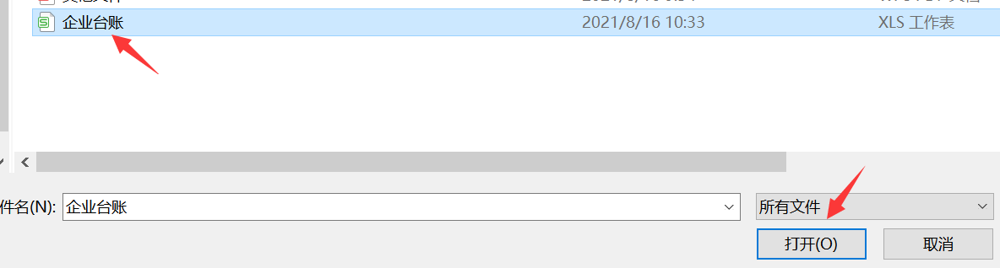 企业台账 2021/8/16 10:33 XLS 工作表
件名(N): 企业台账 所有文件
打开(O) 取消